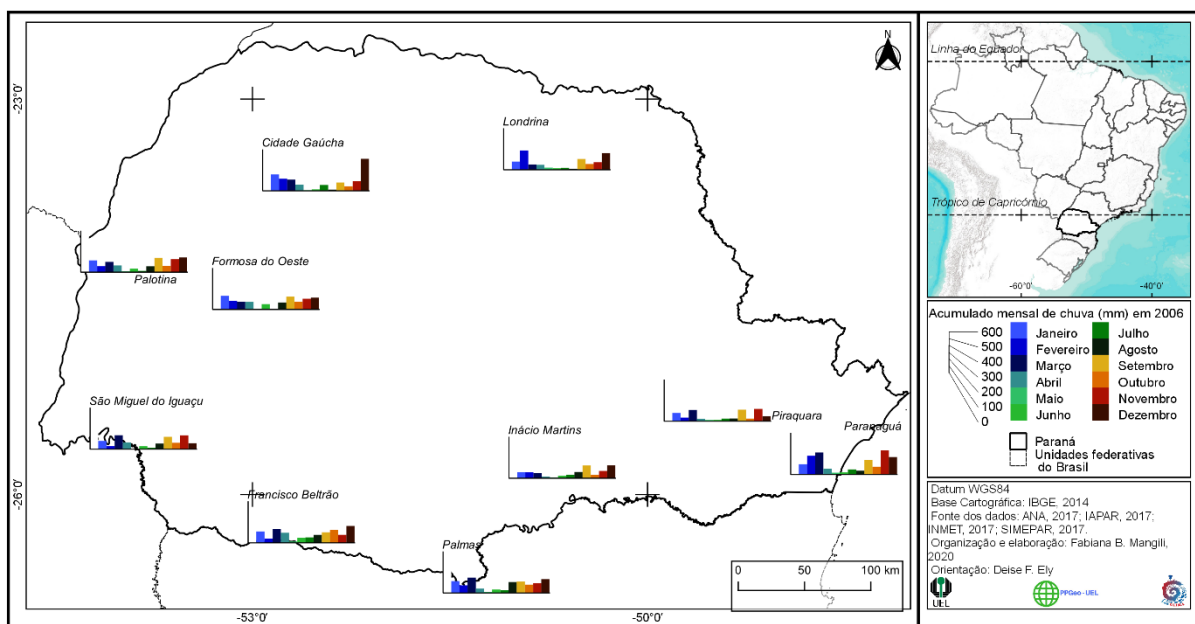 N
-23°0'
Londrina
Cidade Gaúcha
Formosa do Oeste
Palotina
São Miguel do Iguaçu
Piraquara
Inácio Martins
Paranaguá
-26°0'
Francisco Beltrão
Palmas
0 50 100 km
-53°0'
-50°0'
Linha do Equador
Trópico de Capricórnio
-60°0'
-40°0'
Acumulado mensal de chuva (mm) em 2006
600
500
400
300
200
100
0
Janeiro
Fevereiro
Março
Abril
Maio
Junho
Julho
Agosto
Setembro
Outubro
Novembro
Dezembro
Paraná
Unidades federativas
do Brasil
Datum WGS84
Base Cartográfica: IBGE, 2014
Fonte dos dados: ANA, 2017; IAPAR, 2017;
INMET, 2017; SIMEPAR, 2017.
Organização e elaboração: Fabiana B. Mangili,
2020
Orientação: Deise F. Ely
UEL
PPGeo - UEL